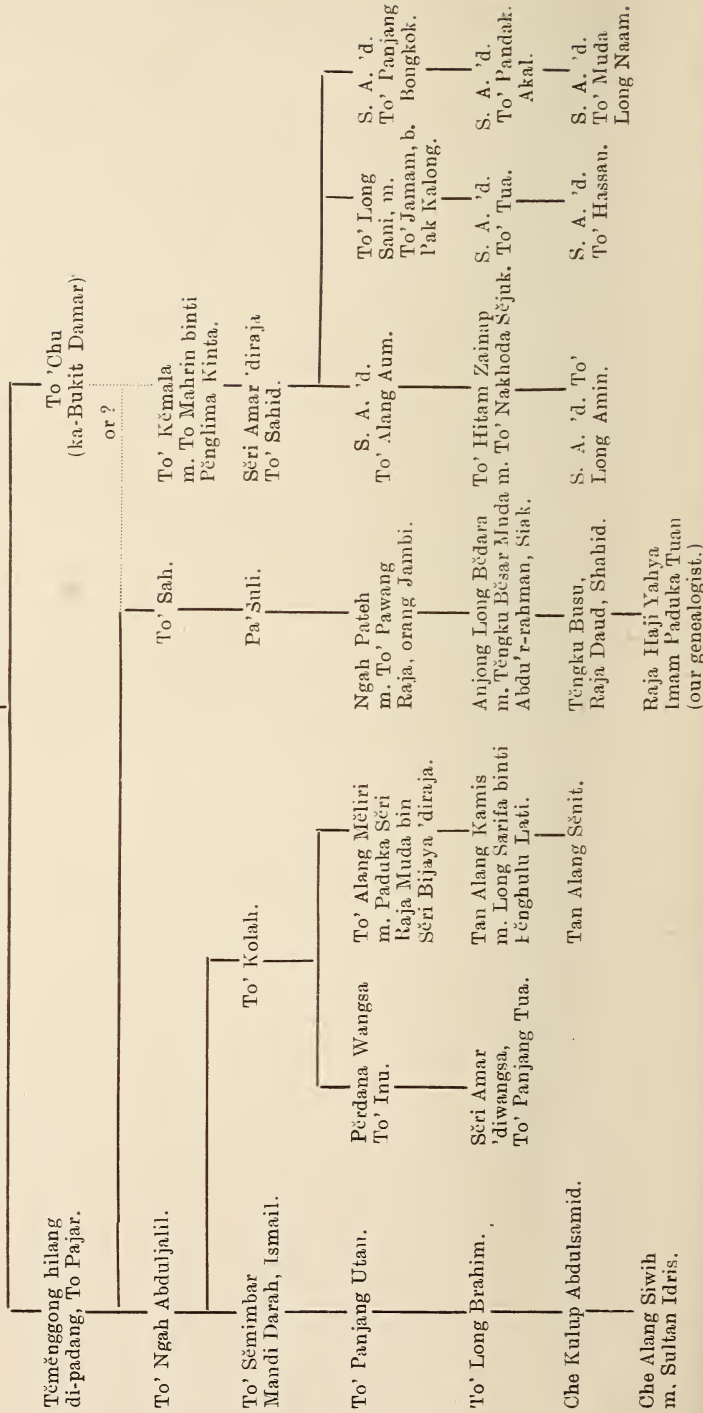 To 'Chu
(ka-Bukit Damar)
or?
Tĕmĕnggong hilang
di-padang, To Pajar.
To' Ngah Abduljalil.
To' Sah.
To' Kĕmala
m. To Mahrin binti
Pĕnglima Kinta.
To' Sĕmimbar
Mandi Darah, Ismail.
To' Kolah.
Pa' Suli.
Sĕri Amar 'diraja
To' Sahid.
To' Panjang Utan.
Pĕrdana Wangsa
To' Inu.
To' Alang Mĕliri
m. Paduka Sĕri
Raja Muda bin
Sĕri Bijaya 'diraja.
Ngah Pateh
m. To' Pawang
Raja, orang Jambi.
S. A. 'd.
To' Alang Aum.
To' Long
Sani, m.
To' Jamam, b.
Pak Kalong.
S. A. 'd.
To' Panjang
Bongkok.
To' Long Brahim.
Sĕri Amar
'diwangsa,
To' Panjang Tua.
Tan Alang Kamis
m. Long Sarifa binti
Pĕnghulu Lati.
Anjong Long Bĕdara
m. Tĕngku Bĕsar Muda
Abdu'r-rahman, Siak.
To' Hitam Zainap
m. To' Nakhoda Sĕjuk.
S. A. 'd.
To' Tua.
S. A. 'd.
To' Pandak
Akal.
Che Kulup Abdulsamid.
Tan Alang Sĕnit.
Tĕngku Busu,
Raja Daud, Shahid.
S. A. 'd. To'
Long Amin.
S. A. 'd.
To' Hassau.
S. A. 'd.
To' Muda
Long Naam.
Che Alang Siwih
m. Sultan Idris.
Raja Haji Yahya
Imam Paduka Tuan
(our genealogist.)